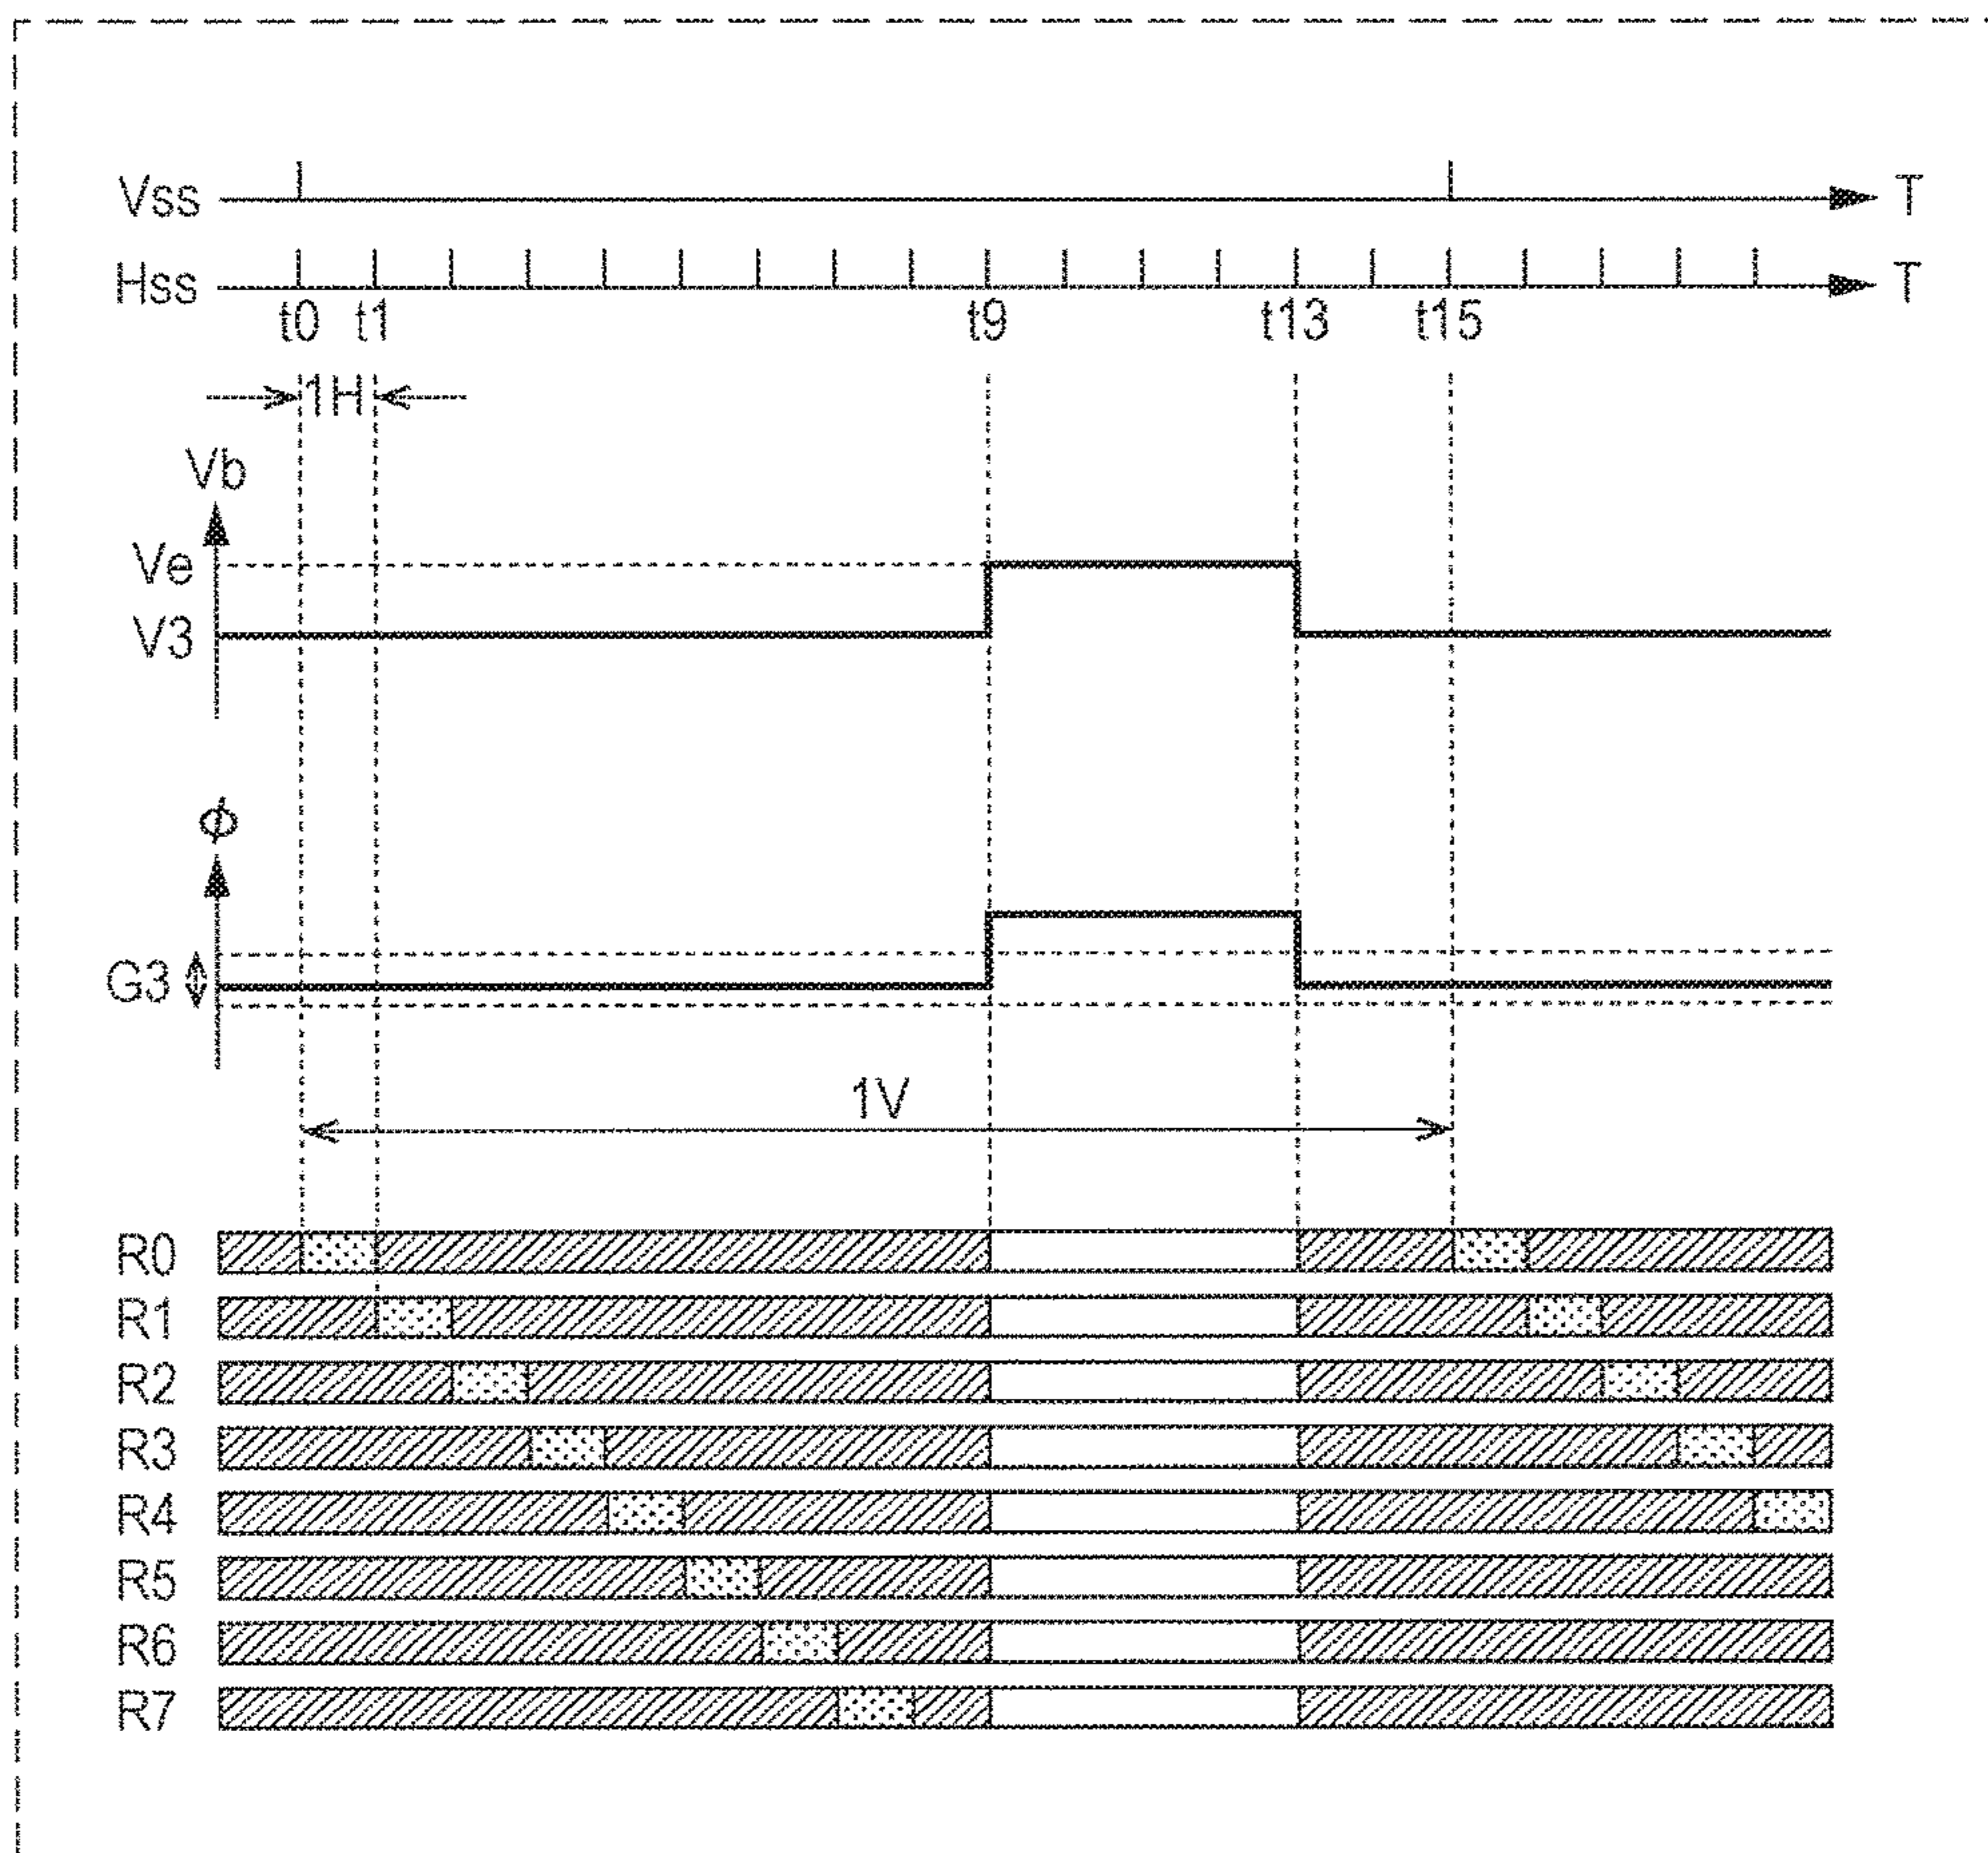 Vss T
Hss T
t0 t1 t9 t13 t15
1H
Vb
Ve
V3
ϕ
G3
1V
R0
R1
R2
R3
R4
R5
R6
R7